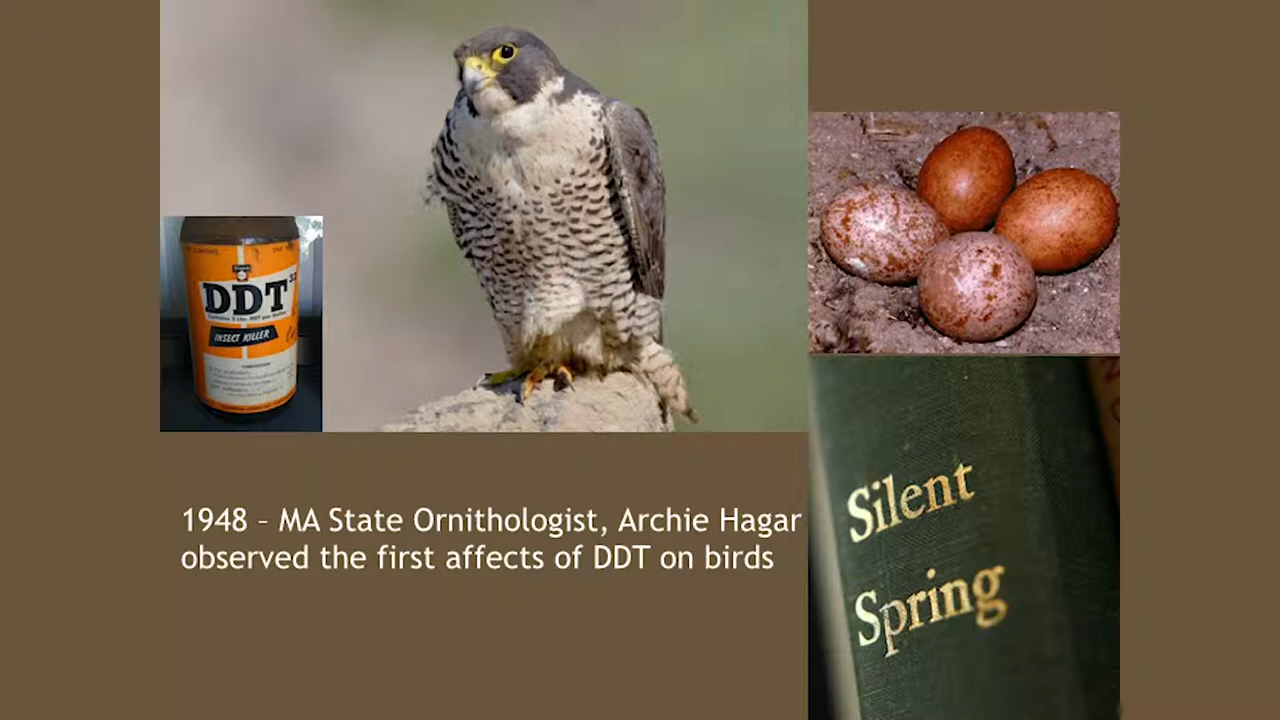 DDT
INSECT KILLER
1948 – MA State Ornithologist, Archie Hagar
observed the first affects of DDT on birds
Silent
Spring